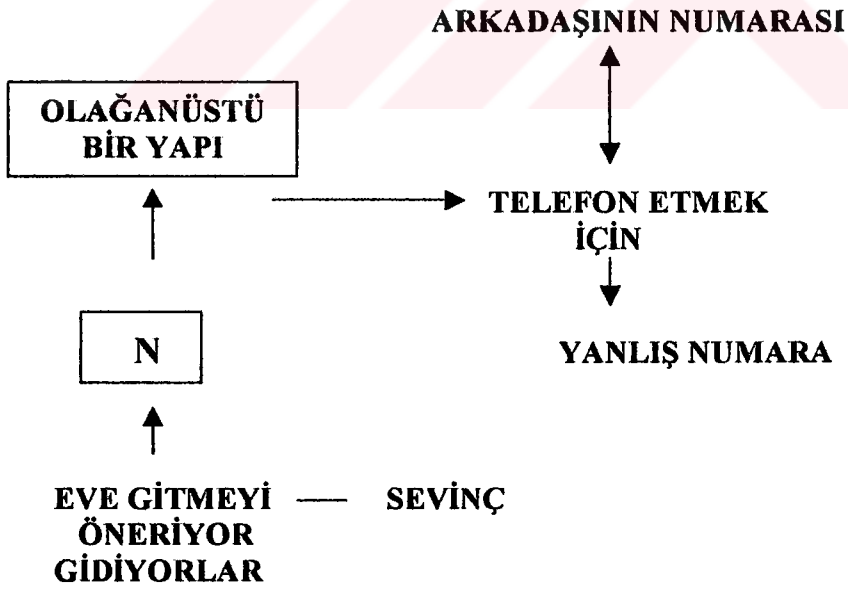 ARKADAŞININ NUMARASI
OLAĞANÜSTÜ
BİR YAPI
TELEFON ETMEK
İÇİN
N
YANLIŞ NUMARA
EVE GİTMEYİ — SEVİNÇ
ÖNERİYOR
GİDİYORLAR